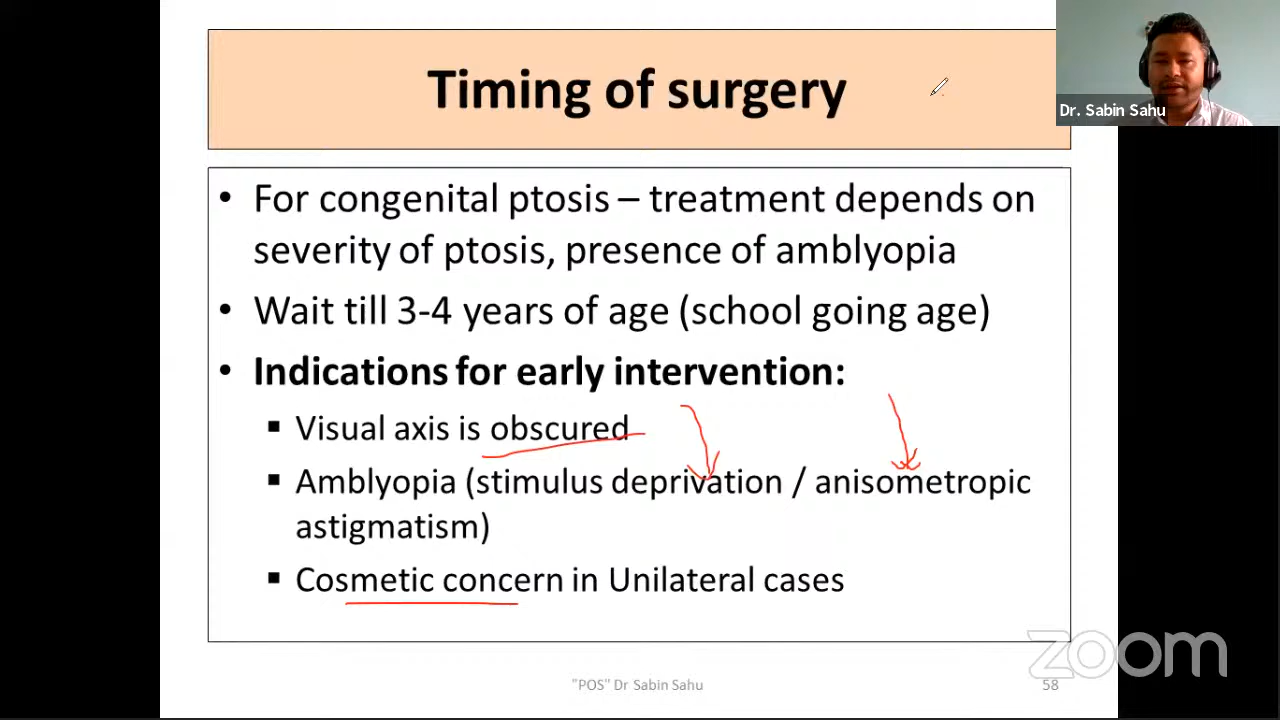 Timing of surgery
Dr. Sabin Sahu
• For congenital ptosis – treatment depends on
severity of ptosis, presence of amblyopia
• Wait till 3-4 years of age (school going age)
• Indications for early intervention:
▪ Visual axis is obscured
▪ Amblyopia (stimulus deprivation / anisometropic
astigmatism)
▪ Cosmetic concern in Unilateral cases
zoom
"POS" Dr Sabin Sahu
58